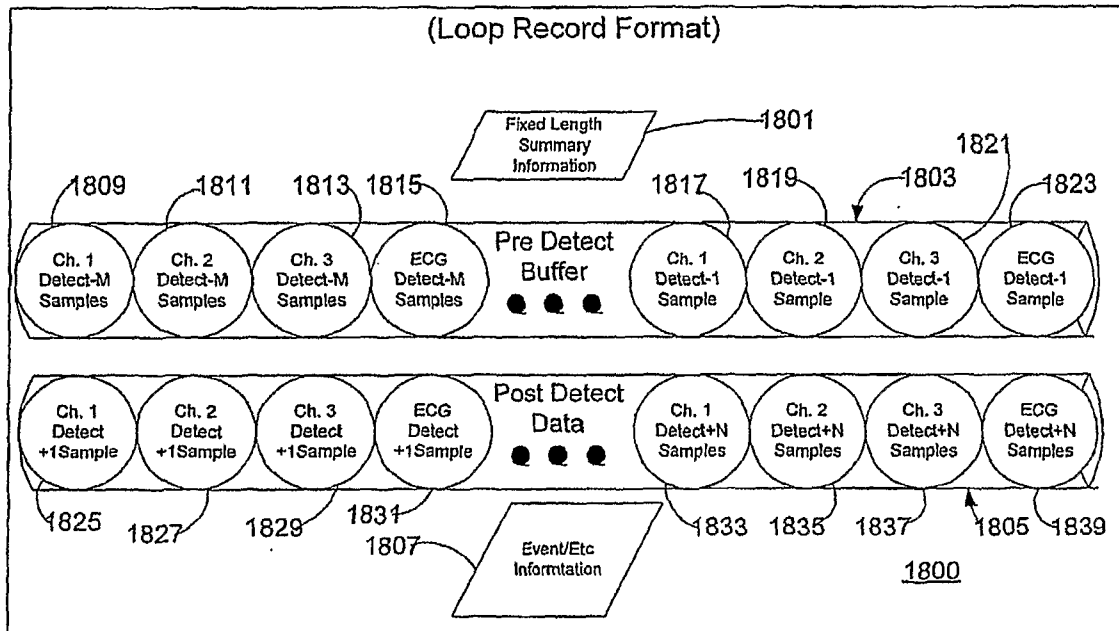 (Loop Record Format)
Fixed Length
Summary
Information
1801
1809
1811
1813
1815
1817
1819
1803
1821
1823
Ch. 1
Detect-M
Samples
Ch. 2
Detect-M
Samples
Ch. 3
Detect-M
Samples
ECG
Detect-M
Samples
Pre Detect
Buffer
Ch. 1
Detect-1
Sample
Ch. 2
Detect-1
Sample
Ch. 3
Detect-1
Sample
ECG
Detect-1
Sample
Ch. 1
Detect
+1Sample
Ch. 2
Detect
+1Sample
Ch. 3
Detect
+1Sample
ECG
Detect
+1Sample
Post Detect
Data
Ch. 1
Detect+N
Samples
Ch. 2
Detect+N
Samples
Ch. 3
Detect+N
Samples
ECG
Detect+N
Samples
1825
1827
1829
1831
1833
1835
1837
1805
1839
1807
Event/Etc
Informtation
1800